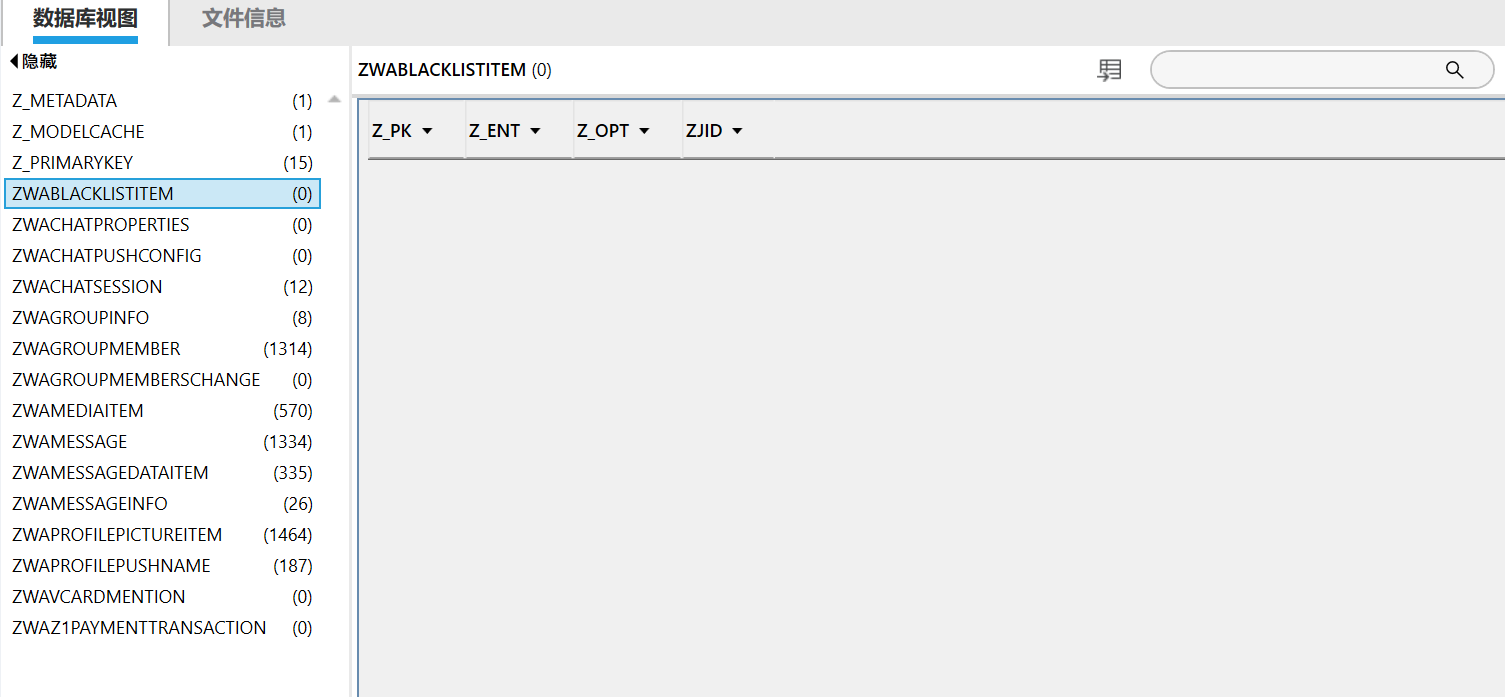 数据库视图 文件信息
隐藏
Z_METADATA (1)
Z_MODELCACHE (1)
Z_PRIMARYKEY (15)
ZWABLACKLISTITEM (0)
ZWACHATPROPERTIES (0)
ZWACHATPUSHCONFIG (0)
ZWACHATSESSION (12)
ZWAGROUPINFO (8)
ZWAGROUPMEMBER (1314)
ZWAGROUPMEMBERSCHANGE (0)
ZWAMEDIAITEM (570)
ZWAMESSAGE (1334)
ZWAMESSAGEDATAITEM (335)
ZWAMESSAGEINFO (26)
ZWAPROFILEPICTUREITEM (1464)
ZWAPROFILEPUSHNAME (187)
ZWAVCARDMENTION (0)
ZWAZ1PAYMENTTRANSACTION (0)
ZWABLACKLISTITEM (0)
Z_PK Z_ENT Z_OPT ZJID